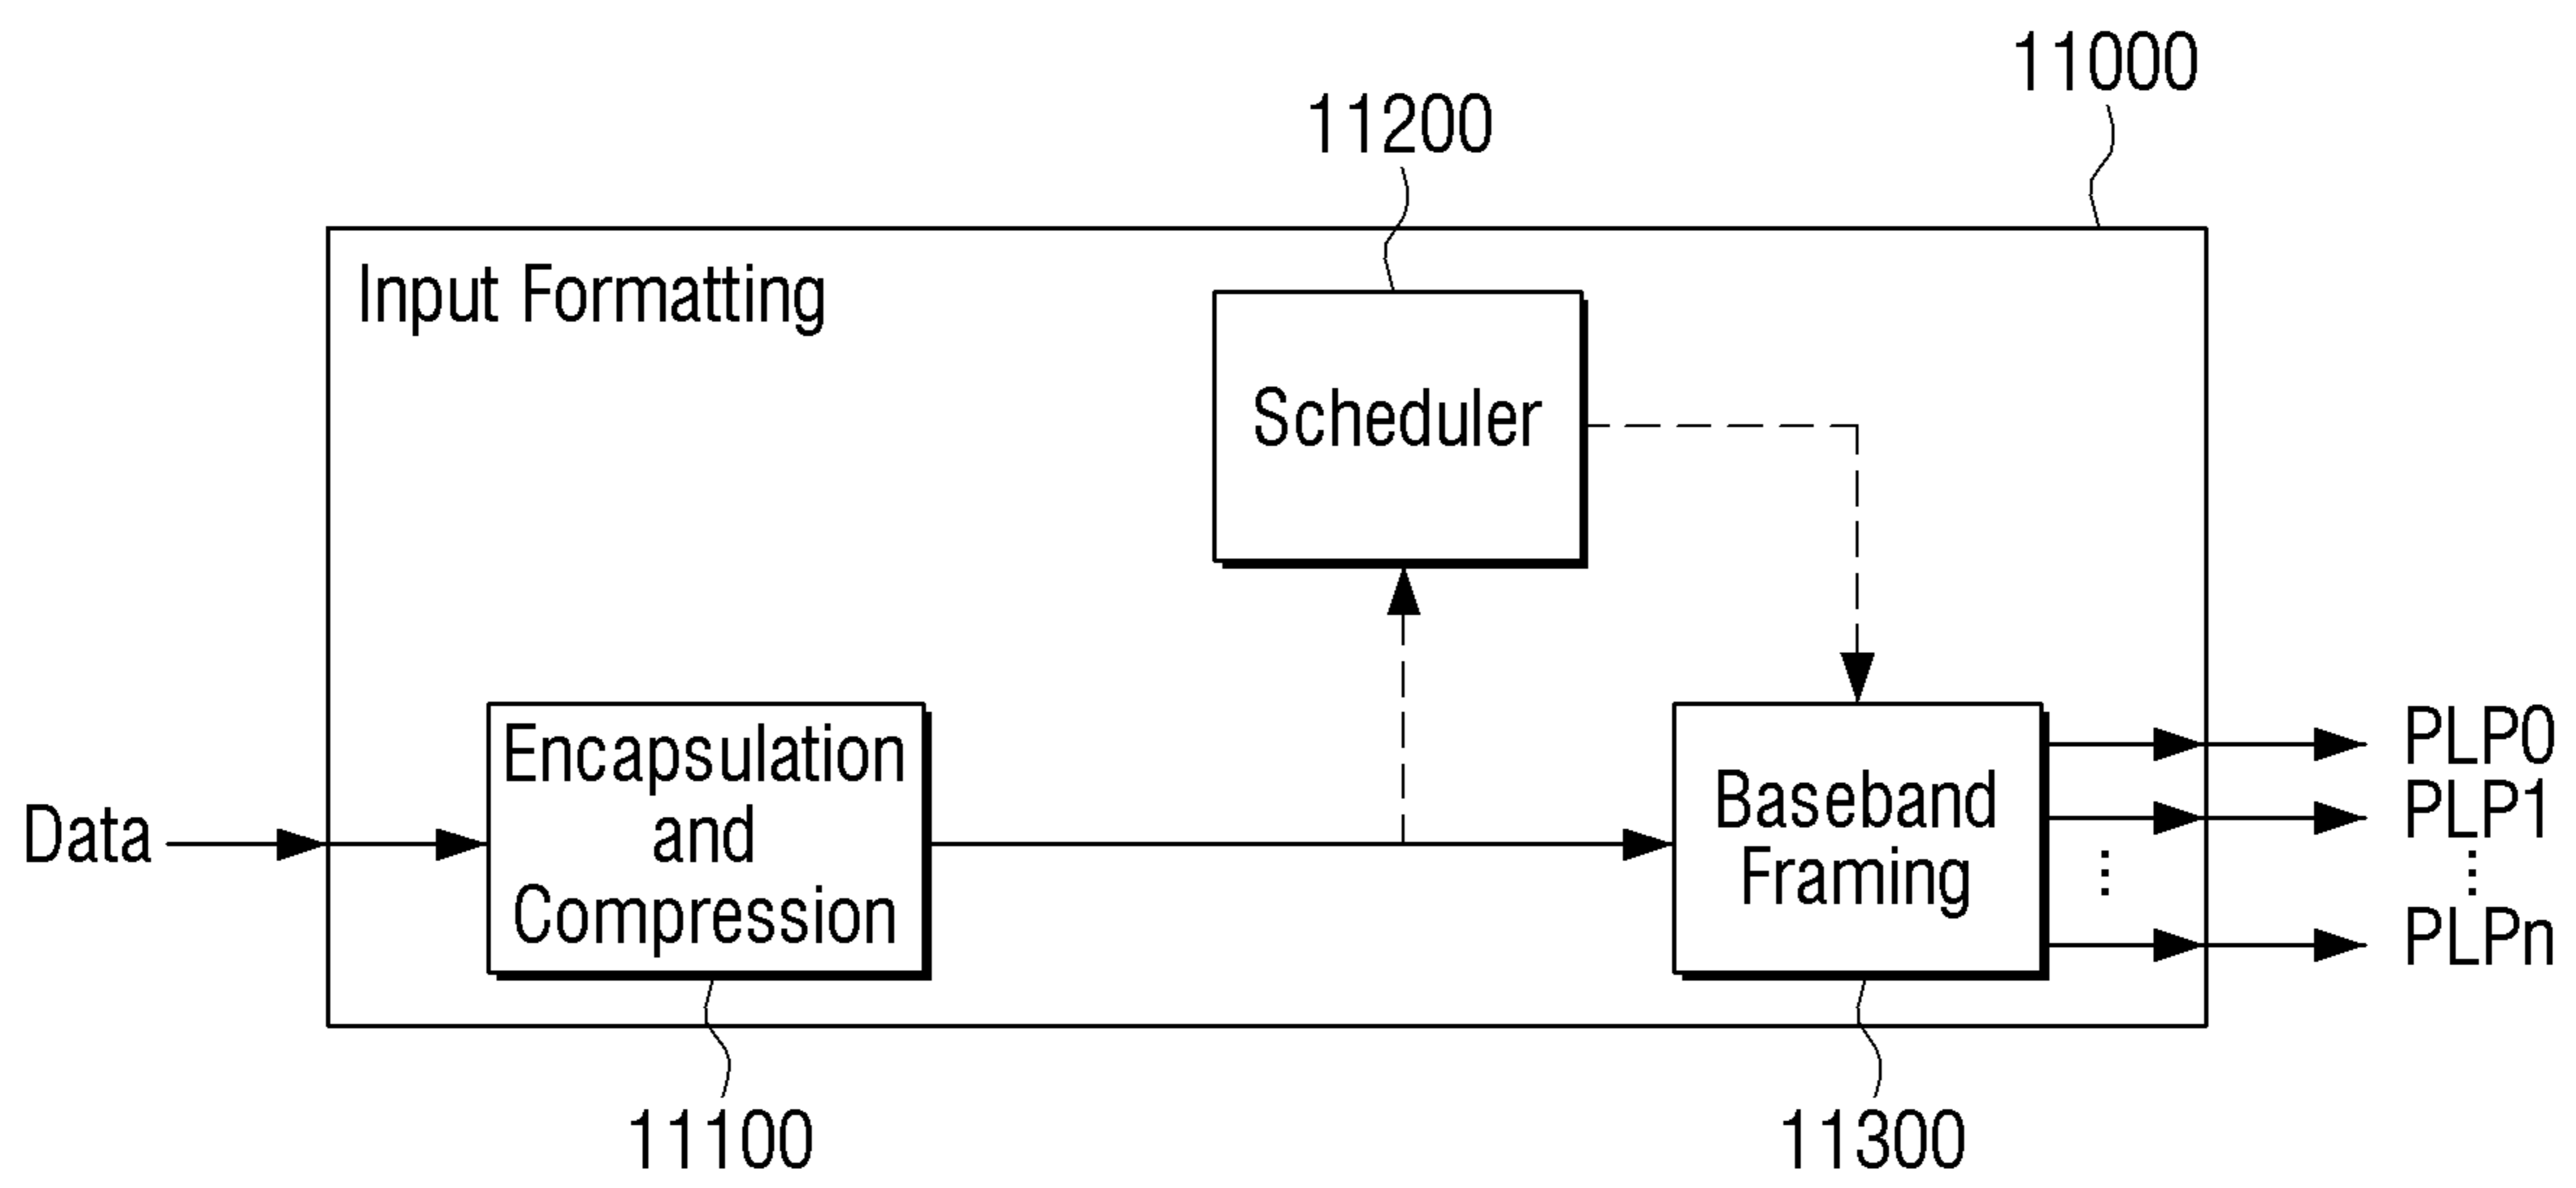 11000
11200
Input Formatting
Scheduler
Encapsulation
and
Compression
Data
Baseband
Framing
PLP0
PLP1
⋮
⋮
PLPn
11100
11300